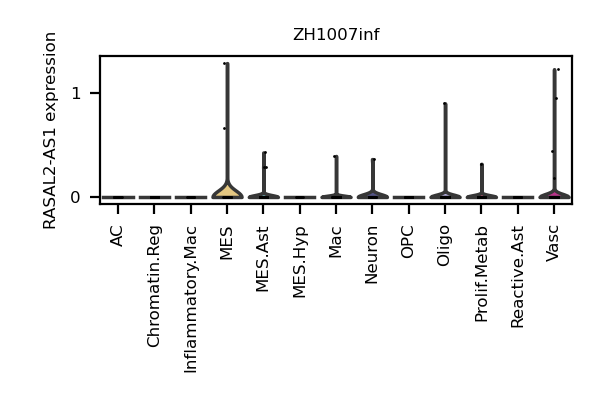 ZH1007inf
RASAL2-AS1 expression
1
0
AC
Chromatin.Reg
Inflammatory.Mac
MES
MES.Ast
MES.Hyp
Mac
Neuron
OPC
Oligo
Prolif.Metab
Reactive.Ast
Vasc